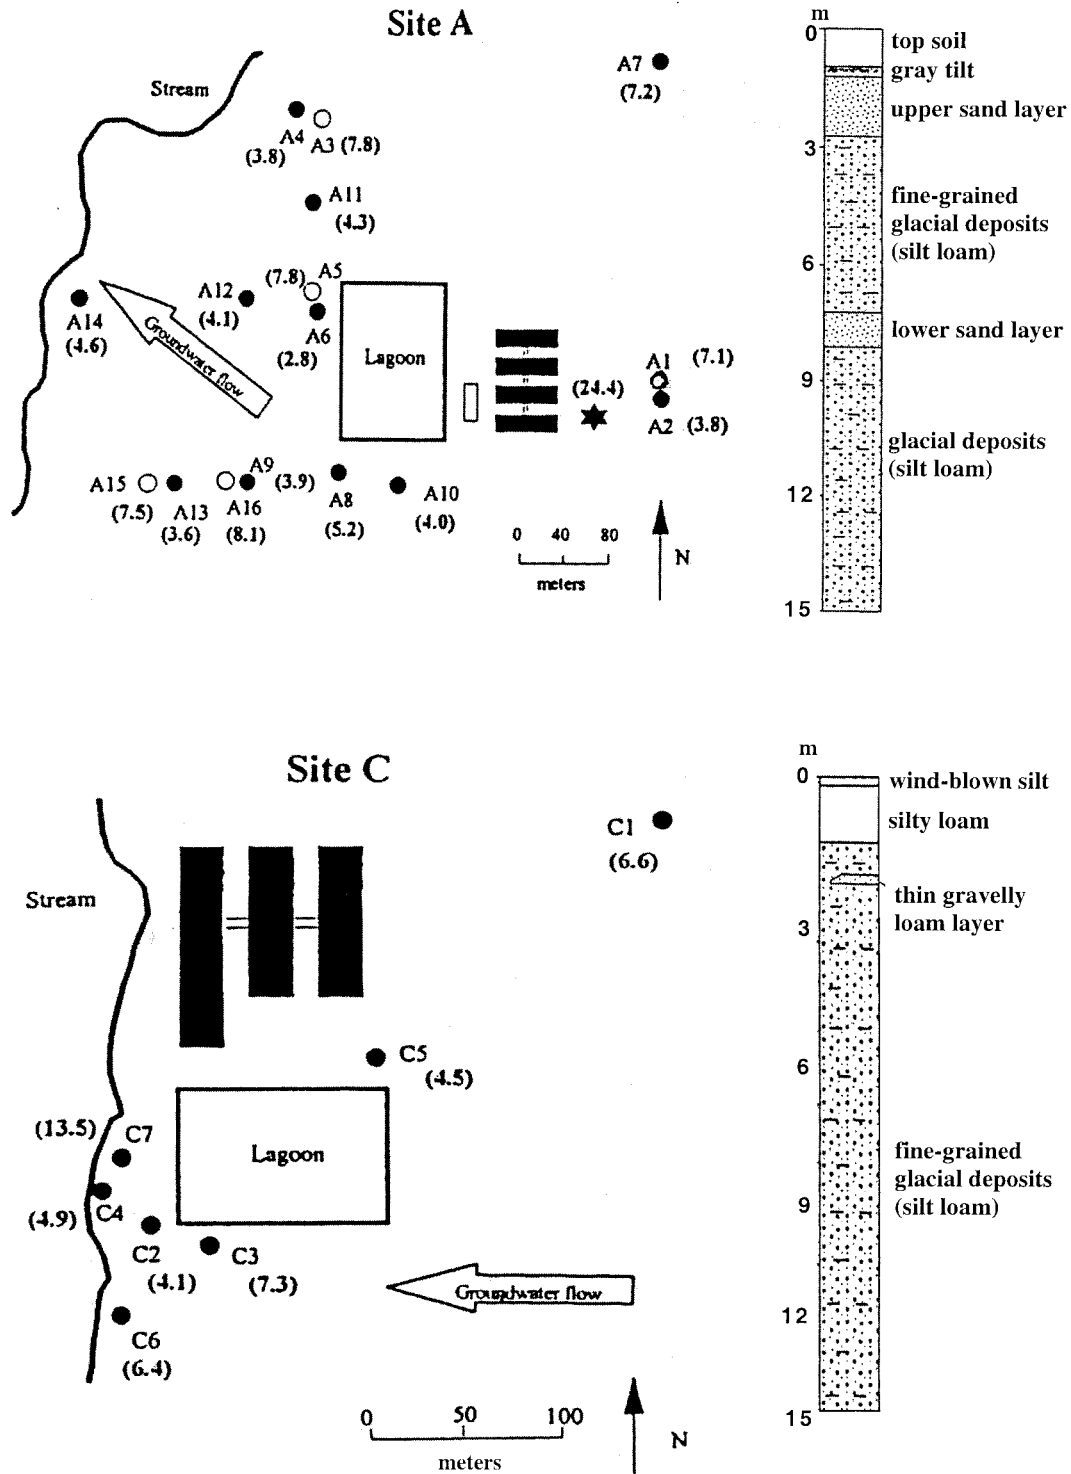 Site A
m
0
top soil
gray tilt
upper sand layer
3
fine-grained
glacial deposits
(silt loam)
6
lower sand layer
9
glacial deposits
(silt loam)
12
15
Stream
A7
(7.2)
A4
(3.8)
A3 (7.8)
A11
(4.3)
(7.8) A5
A12
(4.1)
A6
(2.8)
A14
(4.6)
Groundwater flow
Lagoon
A1
(7.1)
(24.4)
A2
(3.8)
A15
(7.5)
A13
(3.6)
A9
(3.9)
A16
(8.1)
A8
(5.2)
A10
(4.0)
0 40 80
meters
N
Site C
m
0
wind-blown silt
silty loam
thin gravelly
loam layer
3
6
fine-grained
glacial deposits
(silt loam)
9
12
15
Stream
C1
(6.6)
C5
(4.5)
(13.5)
C7
Lagoon
C4
(4.9)
C2
(4.1)
C3
(7.3)
Groundwater flow
C6
(6.4)
0 50 100
meters
N